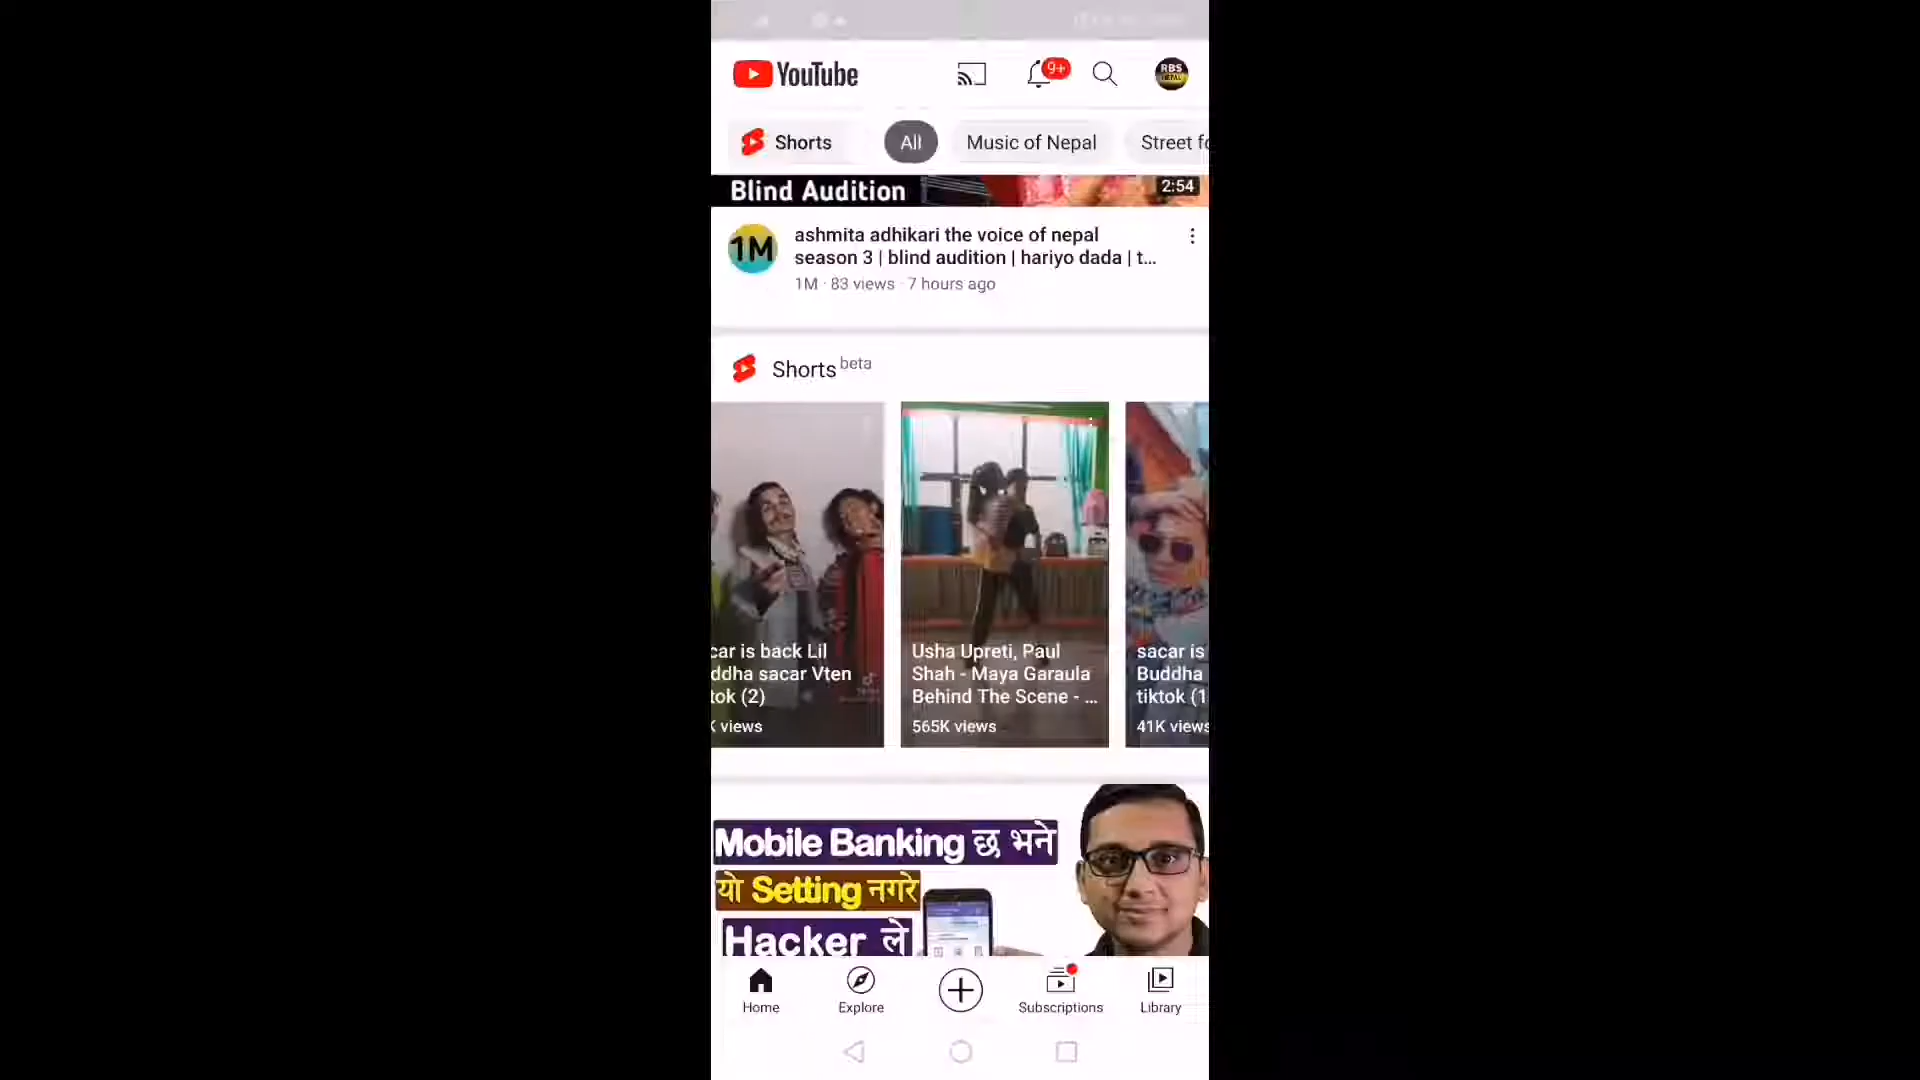 YouTube
9+
RBS
NEPAL
Shorts
All
Music of Nepal
Street fo
Blind Audition
2:54
1M
ashmita adhikari the voice of nepal
season 3 | blind audition | hariyo dada | t...
1M · 83 views · 7 hours ago
Shorts beta
car is back Lil
ddha sacar Vten
tok (2)
K views
Usha Upreti, Paul
Shah - Maya Garaula
Behind The Scene - ...
565K views
sacar is
Buddha
tiktok (1
41K views
Mobile Banking छ भने
यो Setting नगरे
Hacker ले
Home
Explore
Subscriptions
Library